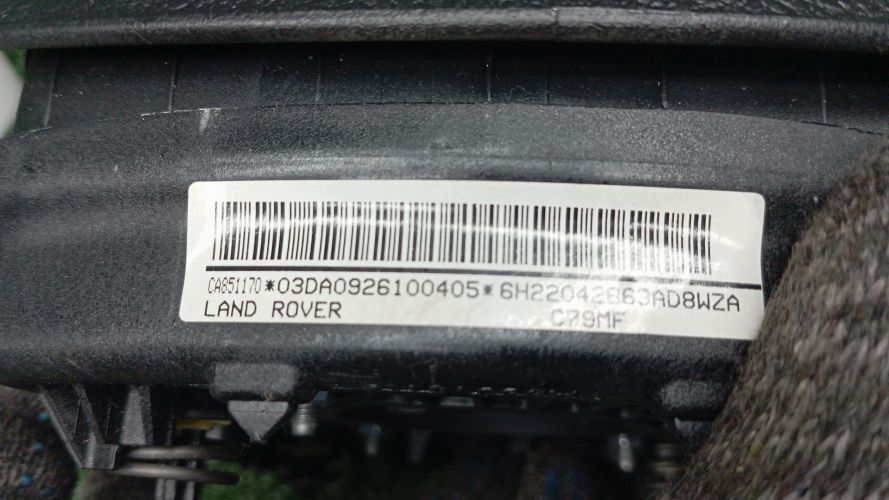 CA851170*03DA0926100405*6H22042B63AD8WZA
LAND ROVER C79MF